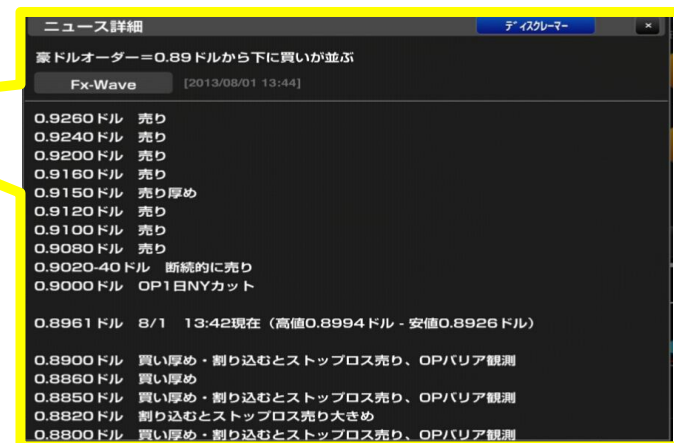 ニュース詳細
ディスクレーマー
×
豪ドルオーダー＝0.89ドルから下に買いが並ぶ
Fx-Wave [2013/08/01 13:44]
0.9260ドル 売り
0.9240ドル 売り
0.9200ドル 売り
0.9160ドル 売り
0.9150ドル 売り厚め
0.9120ドル 売り
0.9100ドル 売り
0.9080ドル 売り
0.9020-40ドル 断続的に売り
0.9000ドル OP1日NYカット
0.8961ドル 8/1 13:42現在（高値0.8994ドル - 安値0.8926ドル）
0.8900ドル 買い厚め・割り込むとストップロス売り、OPバリア観測
0.8860ドル 買い厚め
0.8850ドル 買い厚め・割り込むとストップロス売り、OPバリア観測
0.8820ドル 割り込むとストップロス売り大きめ
0.8800ドル 買い厚め・割り込むとストップロス売り、OPバリア観測